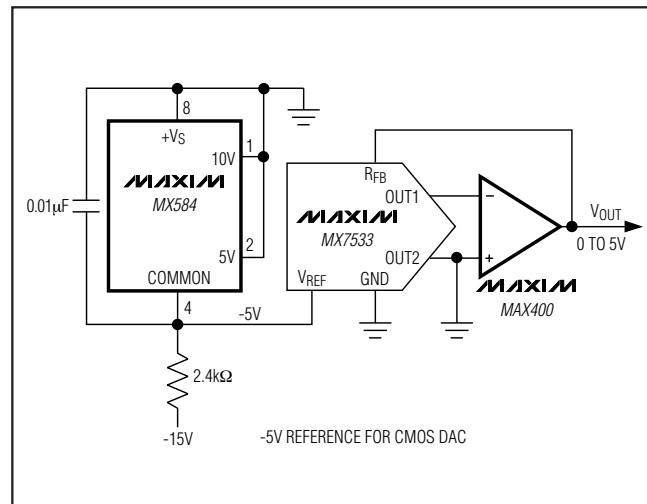 8
+VS
10V
1
MAXIM
MX584
0.01μF
5V
2
COMMON
4
-5V
2.4kΩ
-15V
RFB
OUT1
MAXIM
MX7533
OUT2
VREF
GND
−
+
VOUT
0 TO 5V
MAXIM
MAX400
-5V REFERENCE FOR CMOS DAC